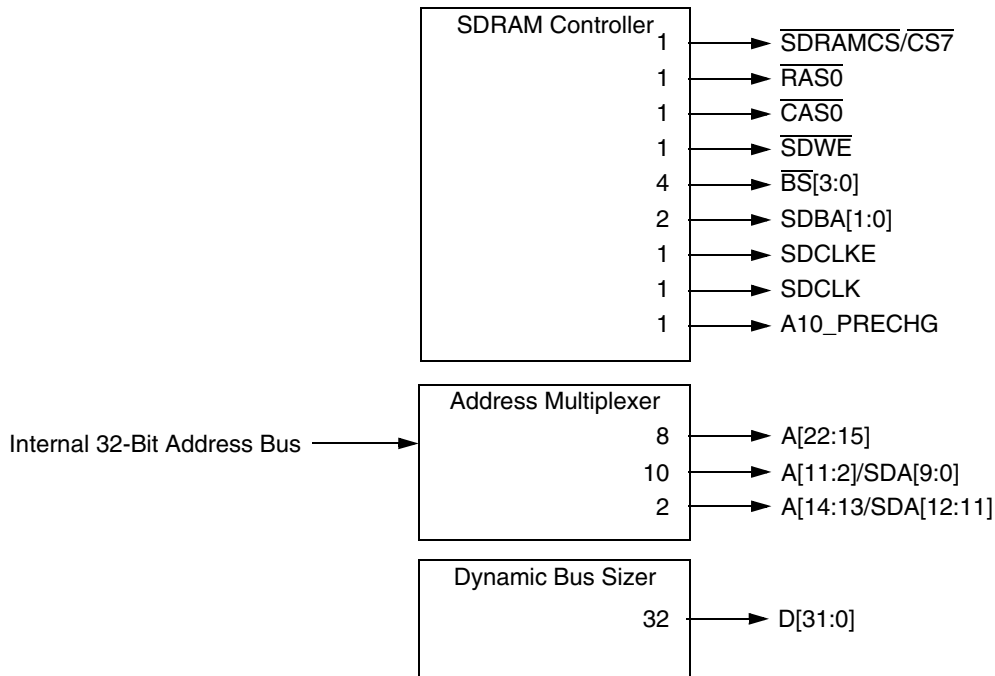 SDRAM Controller
1 SDRAMCS/CS7
1 RAS0
1 CAS0
1 SDWE
4 BS[3:0]
2 SDBA[1:0]
1 SDCLKE
1 SDCLK
1 A10_PRECHG
Address Multiplexer
Internal 32-Bit Address Bus
8 A[22:15]
10 A[11:2]/SDA[9:0]
2 A[14:13/SDA[12:11]
Dynamic Bus Sizer
32 D[31:0]